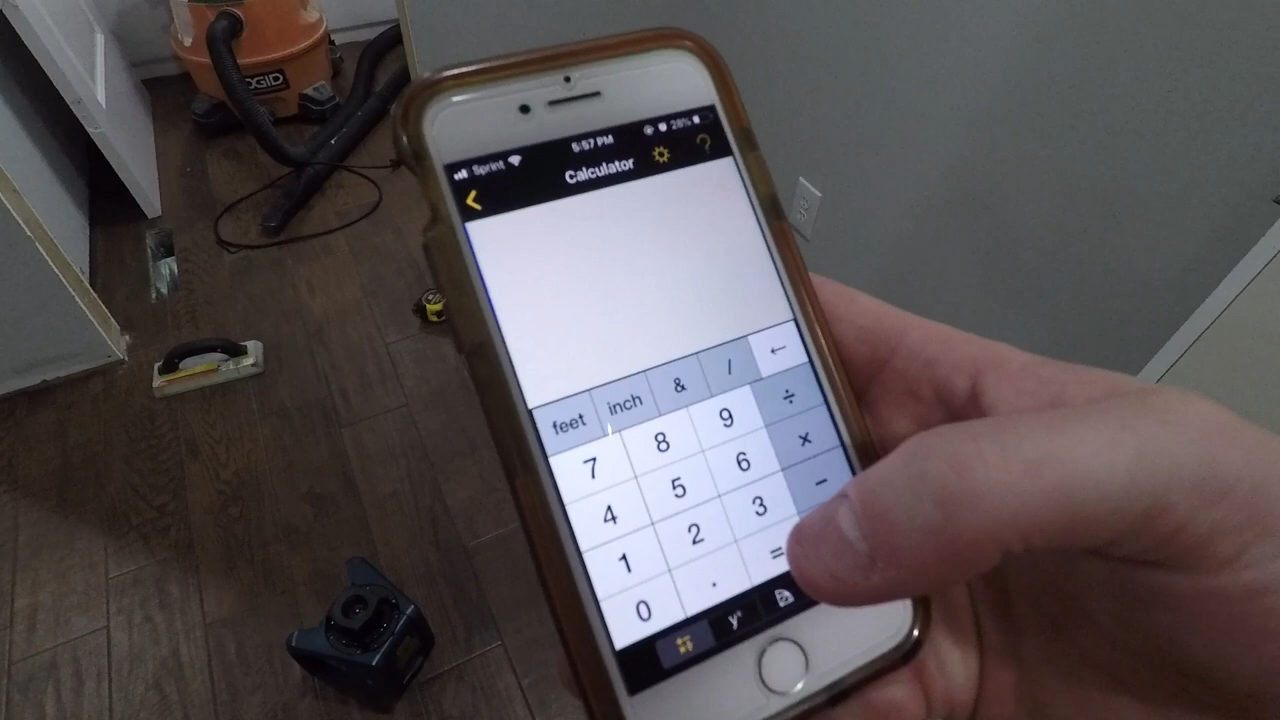 Sprint 5:57 PM 28%
Calculator ?
feet inch & / ←
7 8 9 ÷
4 5 6 ×
1 2 3 −
0 . =
yˣ